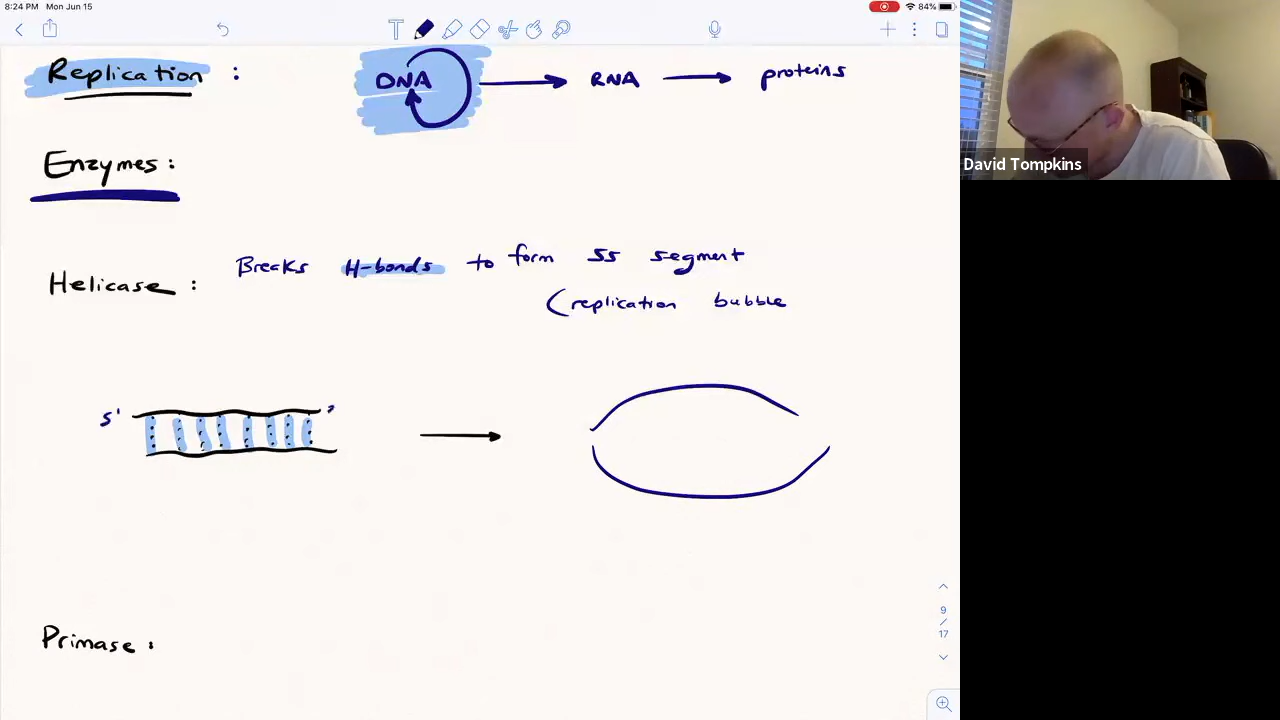 8:24 PM Mon Jun 15
84%
Replication :
DNA → RNA → proteins
Enzymes :
Breaks H-bonds to form ss segment
Helicase :
(replication bubble
5'
9
/
17
Primase :
David Tompkins